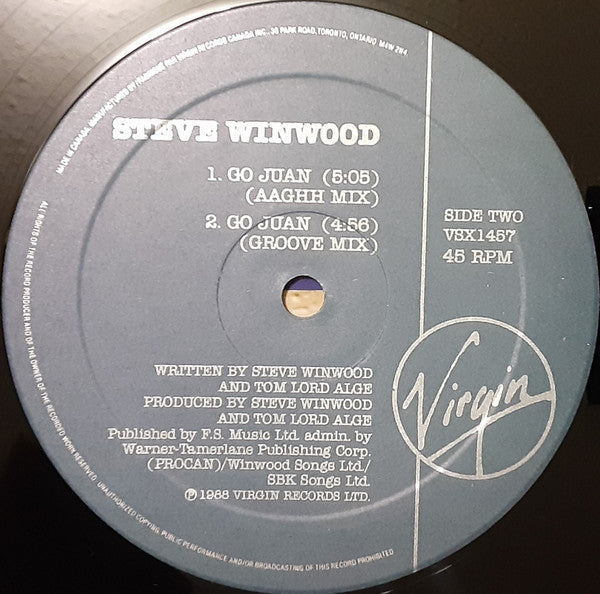 MADE IN CANADA. MANUFACTURED BY/FABRIQUE PAR VIRGIN RECORDS CANADA INC., 38 PARK ROAD, TORONTO, ONTARIO M4W 2N4.
STEVE WINWOOD
1. GO JUAN (5:05)
(AAGHH MIX)
2. GO JUAN (4:56)
(GROOVE MIX)
SIDE TWO
VSX1457
45 RPM
Virgin
WRITTEN BY STEVE WINWOOD
AND TOM LORD ALGE
PRODUCED BY STEVE WINWOOD
AND TOM LORD ALGE
Published by F.S. Music Ltd. admin. by
Warner-Tamerlane Publishing Corp.
(PROCAN)/Winwood Songs Ltd./
SBK Songs Ltd.
℗1988 VIRGIN RECORDS LTD.
ALL RIGHTS OF THE RECORD PRODUCER AND OF THE OWNER OF THE RECORDED WORK RESERVED. UNAUTHORIZED COPYING, PUBLIC PERFORMANCE AND/OR BROADCASTING OF THIS RECORD PROHIBITED